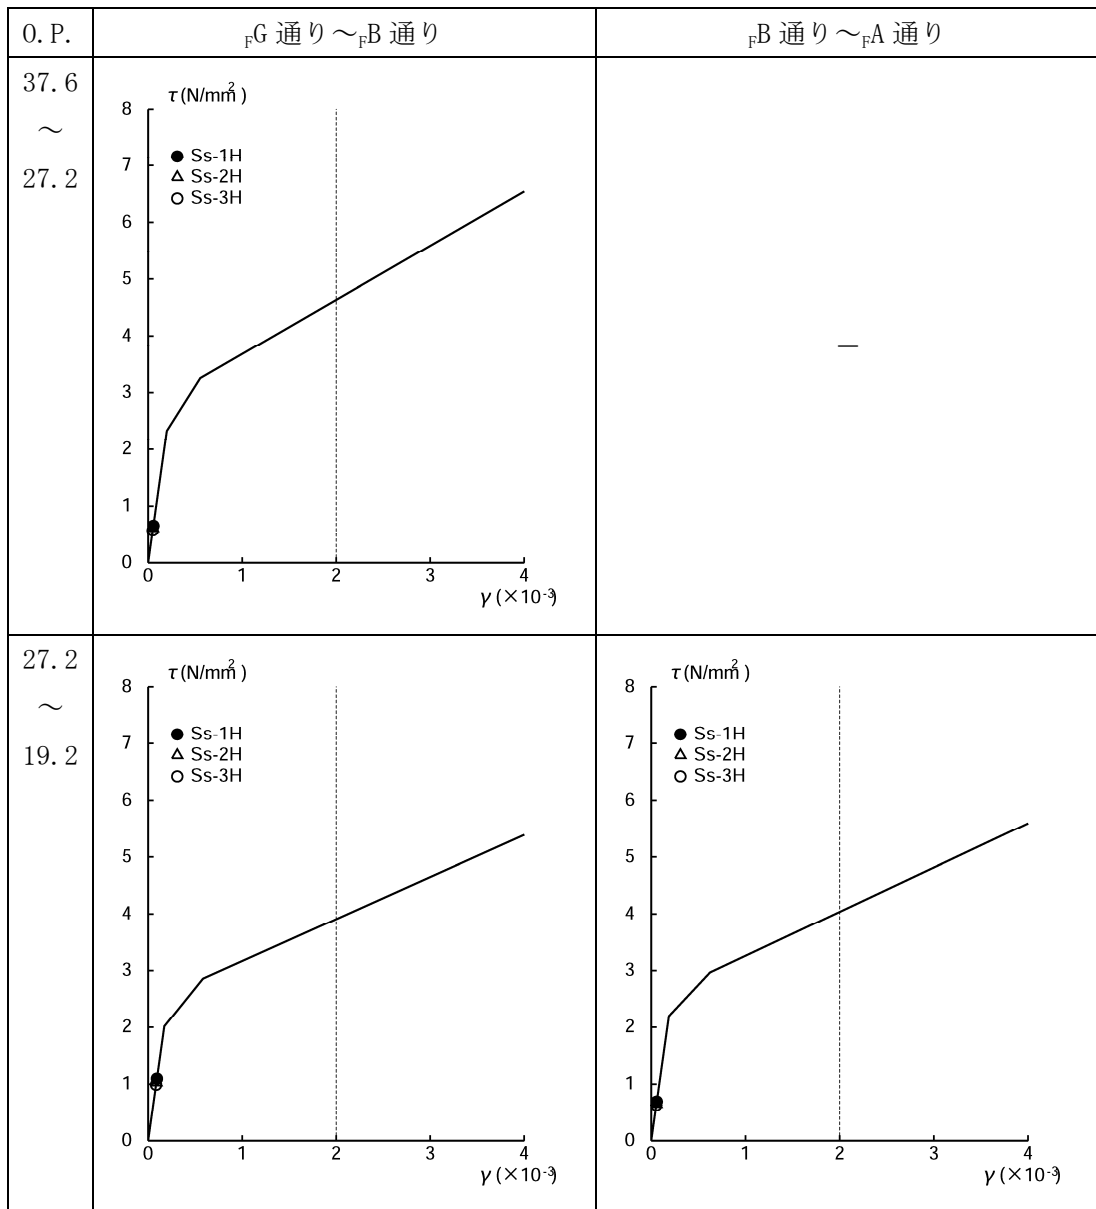 O.P.
FG 通り～FB 通り
FB 通り～FA 通り
37.6
～
27.2
τ(N/mm²)
8
7
6
5
4
3
2
1
0
● Ss-1H
△ Ss-2H
○ Ss-3H
0 1 2 3 4
γ (×10⁻³)
—
27.2
～
19.2
τ(N/mm²)
8
7
6
5
4
3
2
1
0
● Ss-1H
△ Ss-2H
○ Ss-3H
0 1 2 3 4
γ (×10⁻³)
τ(N/mm²)
8
7
6
5
4
3
2
1
0
● Ss-1H
△ Ss-2H
○ Ss-3H
0 1 2 3 4
γ (×10⁻³)